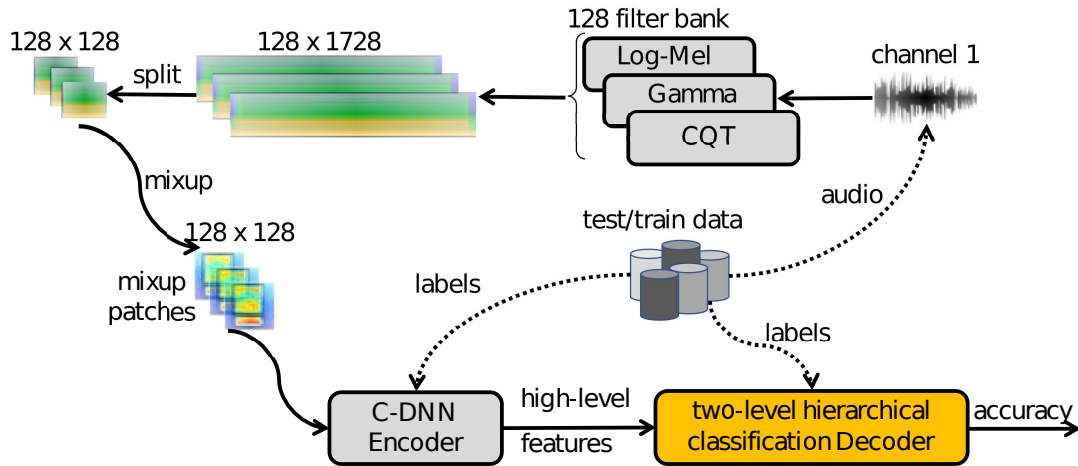 128 filter bank
128 x 128
128 x 1728
Log-Mel
channel 1
split
Gamma
CQT
mixup
audio
128 x 128
test/train data
mixup
patches
labels
labels
C-DNN
Encoder
high-level
features
two-level hierarchical
classification Decoder
accuracy